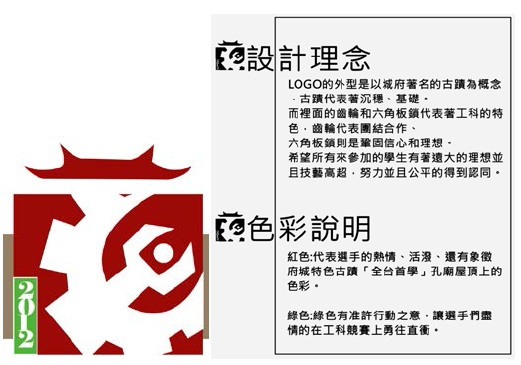 2012
設計理念
LOGO的外型是以城府著名的古蹟為概念
，古蹟代表著沉穩、基礎。
而裡面的齒輪和六角板鎖代表著工科的特
色，齒輪代表團結合作、
六角板鎖則是鞏固信心和理想。
希望所有來參加的學生有著遠大的理想並
且技藝高超，努力並且公平的得到認同。
色彩說明
紅色:代表選手的熱情、活潑、還有象徵
府城特色古蹟「全台首學」孔廟屋頂上的
色彩。
綠色:綠色有准許行動之意，讓選手們盡
情的在工科競賽上勇往直衝。